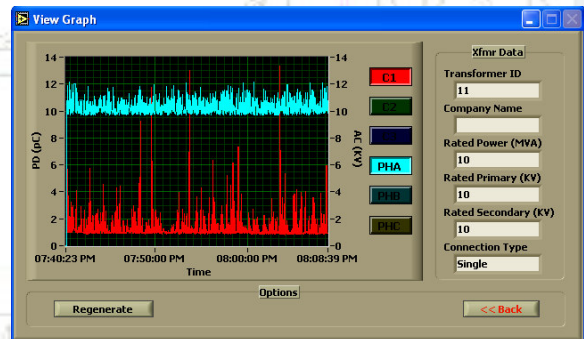 View Graph
14
12
10
8
6
4
2
0
PD (pC)
14
12
10
8
6
4
2
0
AC (KV)
07:40:23 PM
07:50:00 PM
08:00:00 PM
08:08:39 PM
Time
C1
C2
PHA
PHB
PHC
Xfmr Data
Transformer ID
11
Company Name
Rated Power (MVA)
10
Rated Primary (KV)
10
Rated Secondary (KV)
10
Connection Type
Single
Options
Regenerate
<< Back